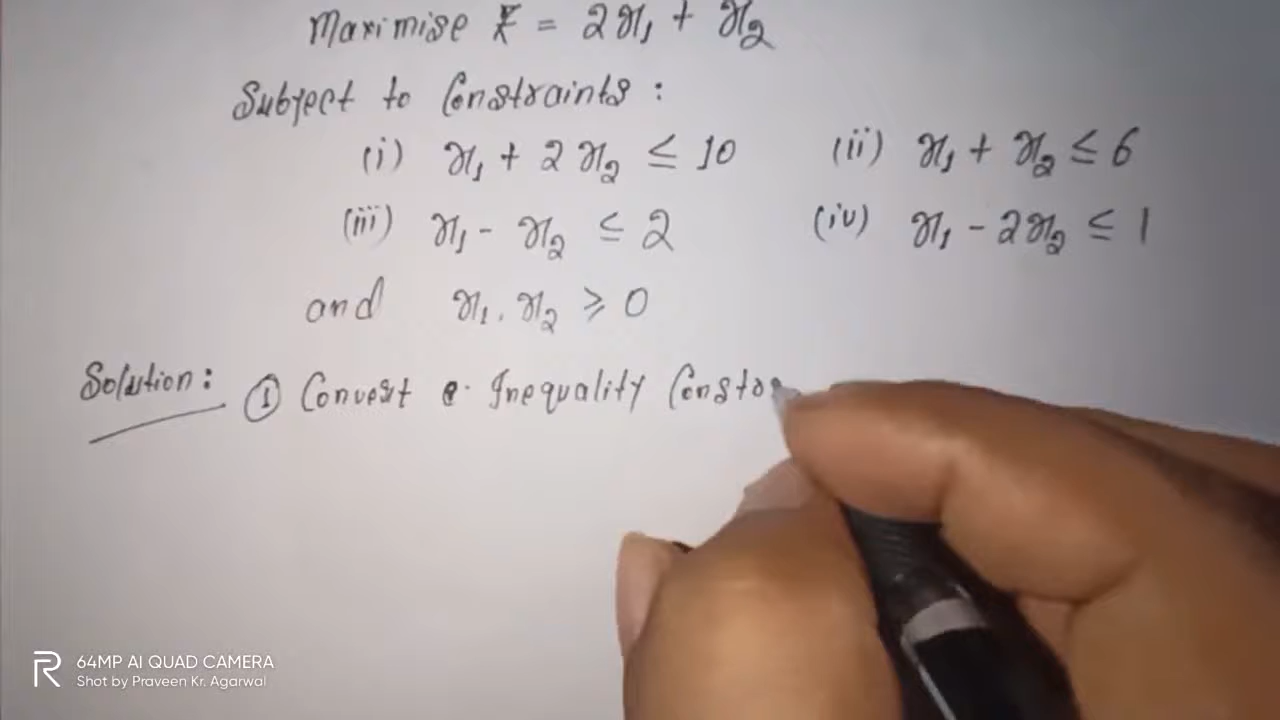 Maximise Z = 2x₁ + x₂
Subject to Constraints :
(i) x₁ + 2x₂ ≤ 10 (ii) x₁ + x₂ ≤ 6
(iii) x₁ - x₂ ≤ 2 (iv) x₁ - 2x₂ ≤ 1
and x₁, x₂ ≥ 0
Solution : ① Convert Inequality Constra
64MP AI QUAD CAMERA
Shot by Praveen Kr. Agarwal